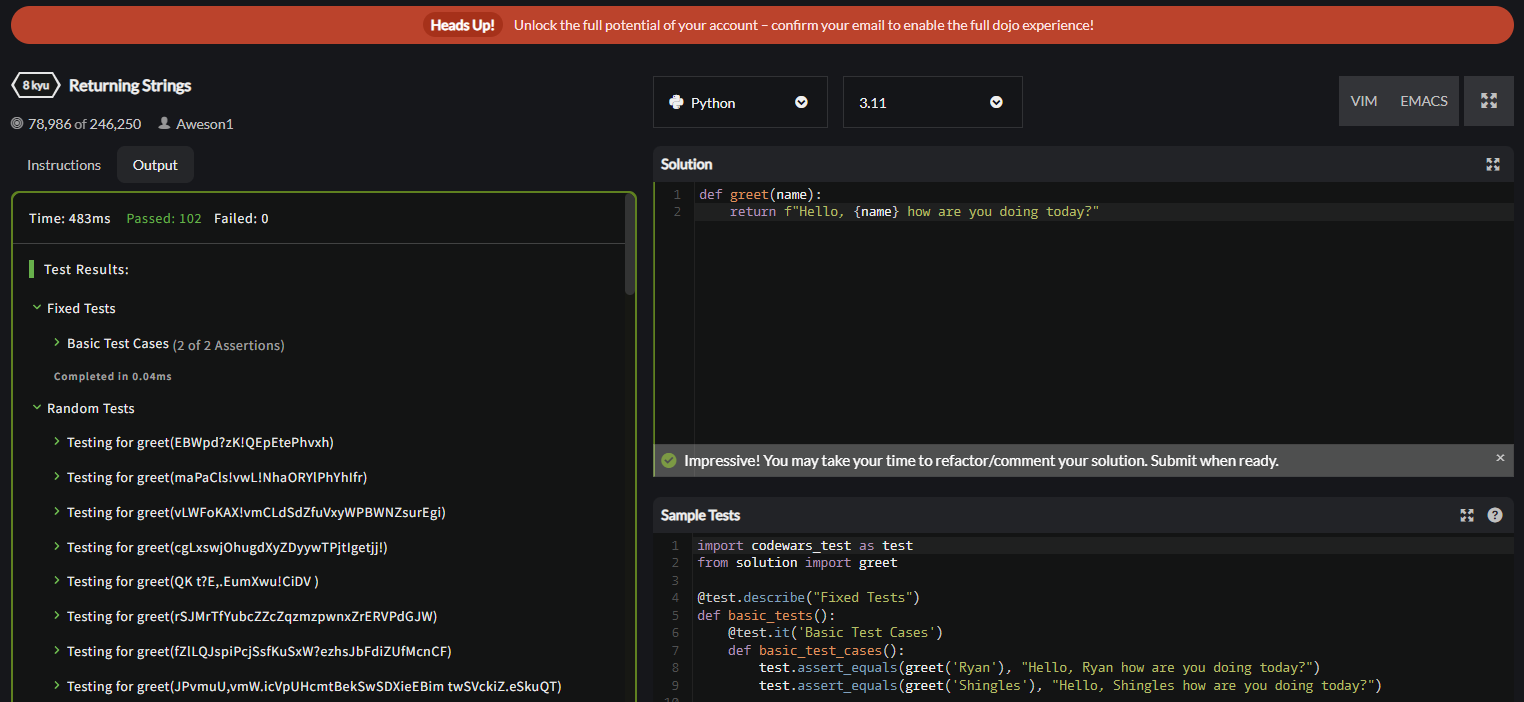 Heads Up! Unlock the full potential of your account – confirm your email to enable the full dojo experience!
8 kyu Returning Strings
78,986 of 246,250 Aweson1
Instructions Output
Time: 483ms Passed: 102 Failed: 0
Test Results:
Fixed Tests
Basic Test Cases (2 of 2 Assertions)
Completed in 0.04ms
Random Tests
Testing for greet(EBWpd?zK!QEpEtePhvxh)
Testing for greet(maPaCls!vwL!NhaORYlPhYhIfr)
Testing for greet(vLWFoKAX!vmCLdSdZfuVxyWPBWNZsurEgi)
Testing for greet(cgLxswjOhugdXyZDyywTPjtIgetjj!)
Testing for greet(QK t?E,.EumXwu!CiDV )
Testing for greet(rSJMrTfYubcZZcZqzmzpwnxZrERVPdGJW)
Testing for greet(fZlLQJspiPcjSsfKuSxW?ezhsJbFdiZUfMcnCF)
Testing for greet(JPvmuU,vmW.icVpUHcmtBekSwSDXieEBim twSVckiZ.eSkuQT)
Python 3.11 VIM EMACS
Solution
1 def greet(name):
2 return f"Hello, {name} how are you doing today?"
Impressive! You may take your time to refactor/comment your solution. Submit when ready. ×
Sample Tests ?
1 import codewars_test as test
2 from solution import greet
3
4 @test.describe("Fixed Tests")
5 def basic_tests():
6 @test.it('Basic Test Cases')
7 def basic_test_cases():
8 test.assert_equals(greet('Ryan'), "Hello, Ryan how are you doing today?")
9 test.assert_equals(greet('Shingles'), "Hello, Shingles how are you doing today?")
10